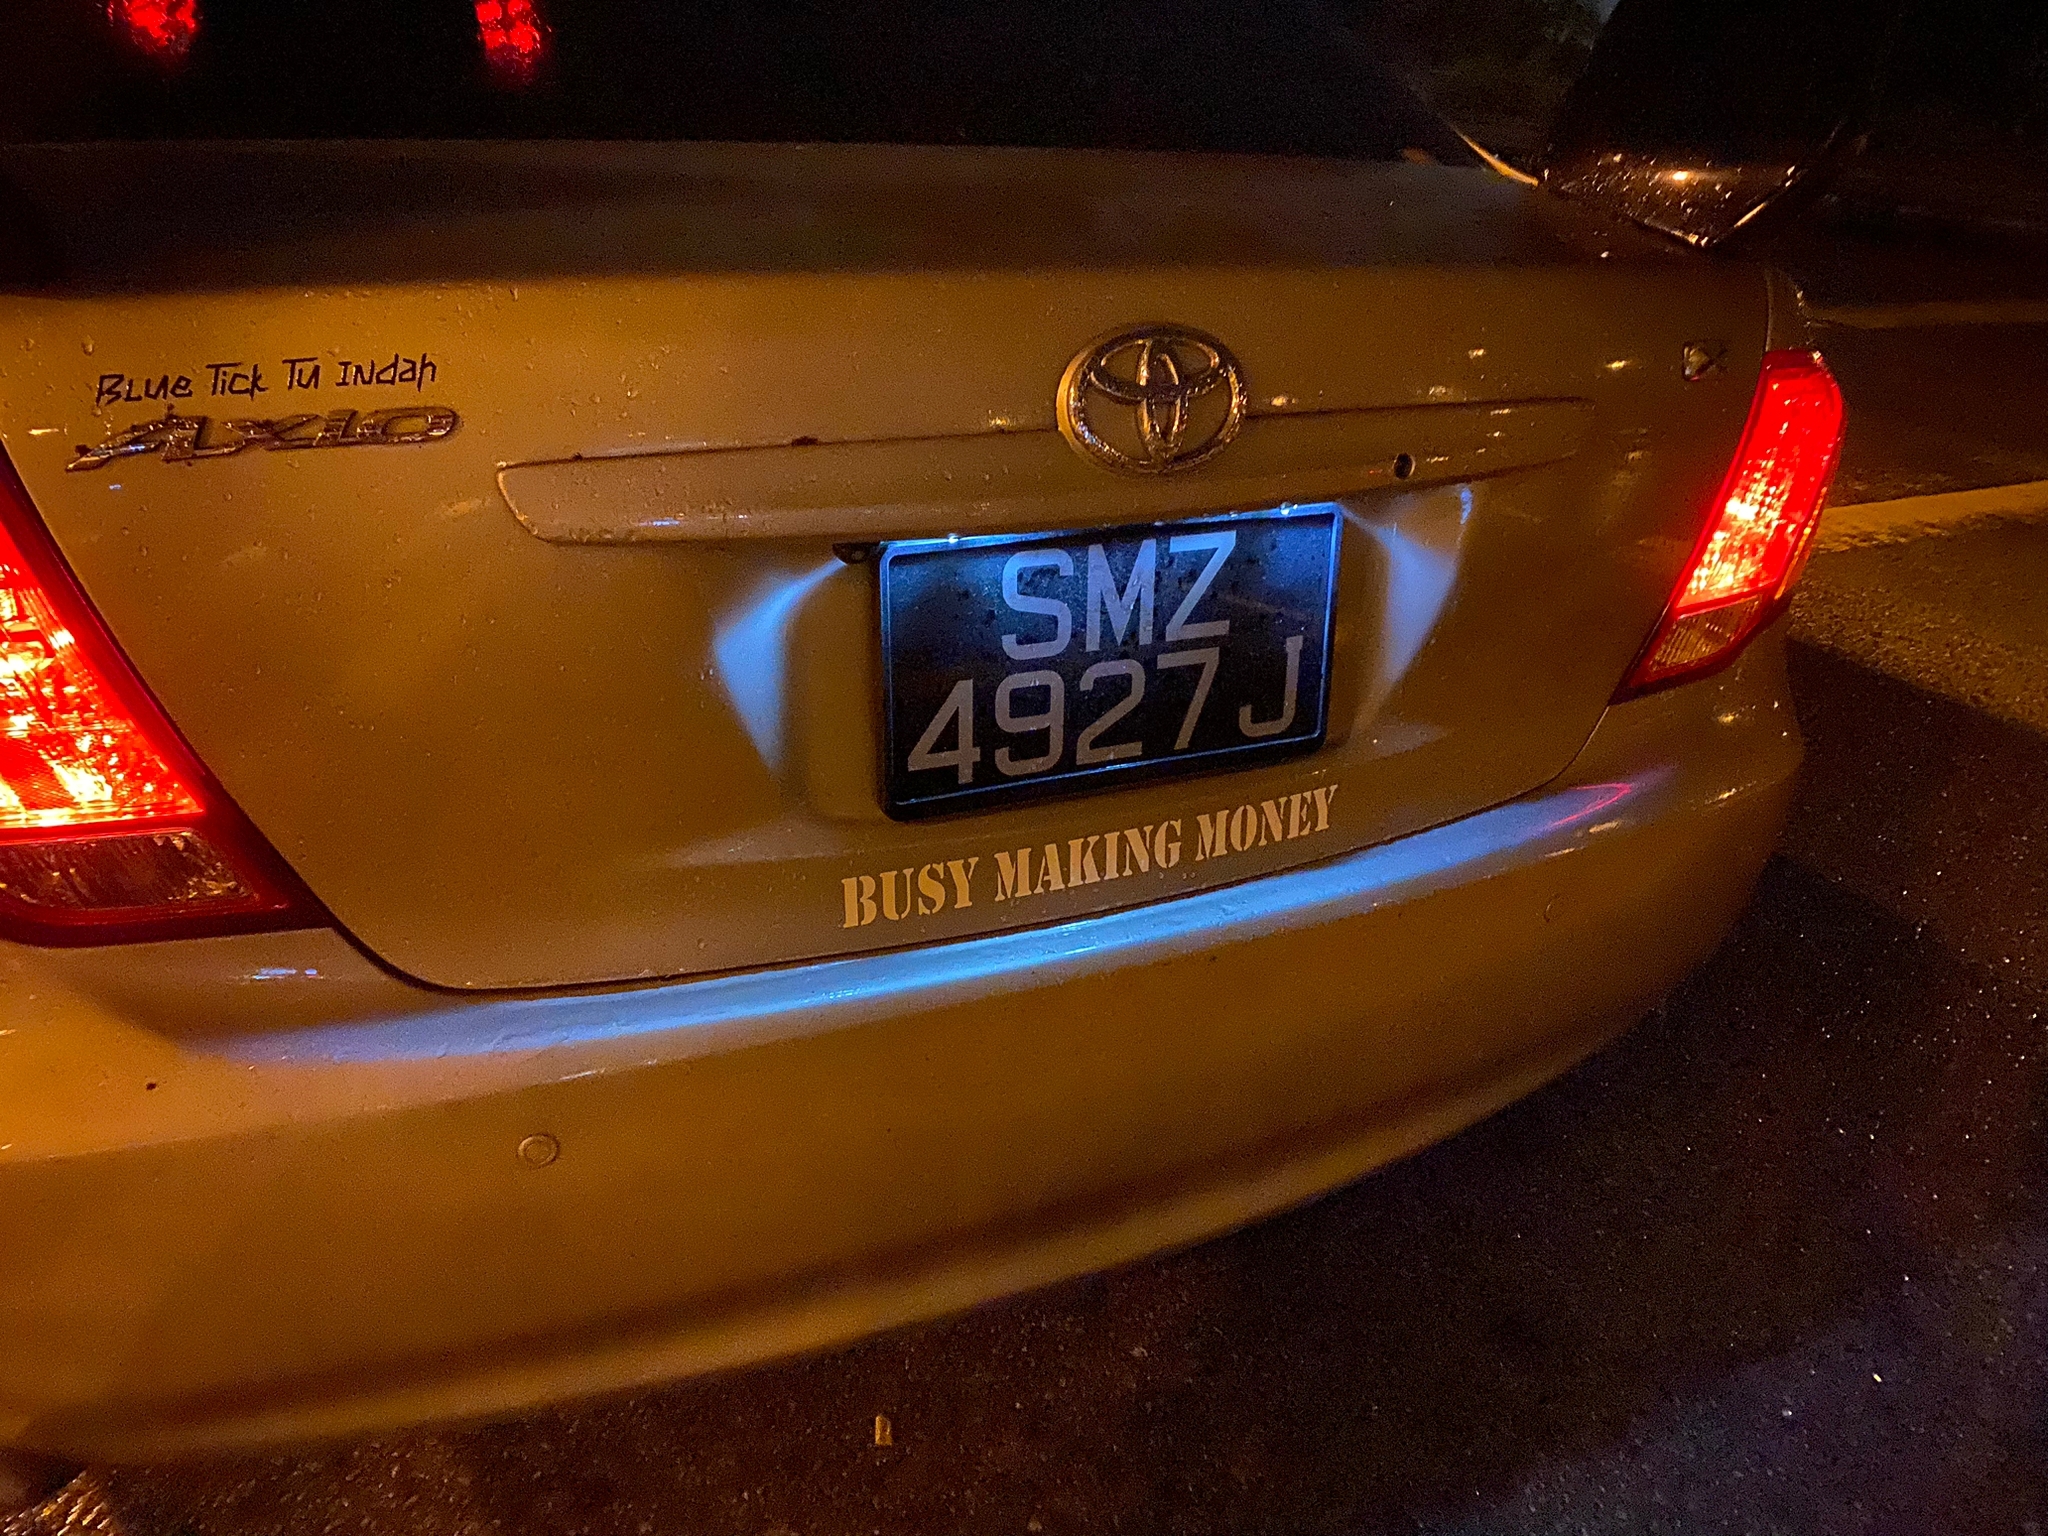 BLUe Tick Tu INdah
AXIO
X
SMZ
4927J
BUSY MAKING MONEY